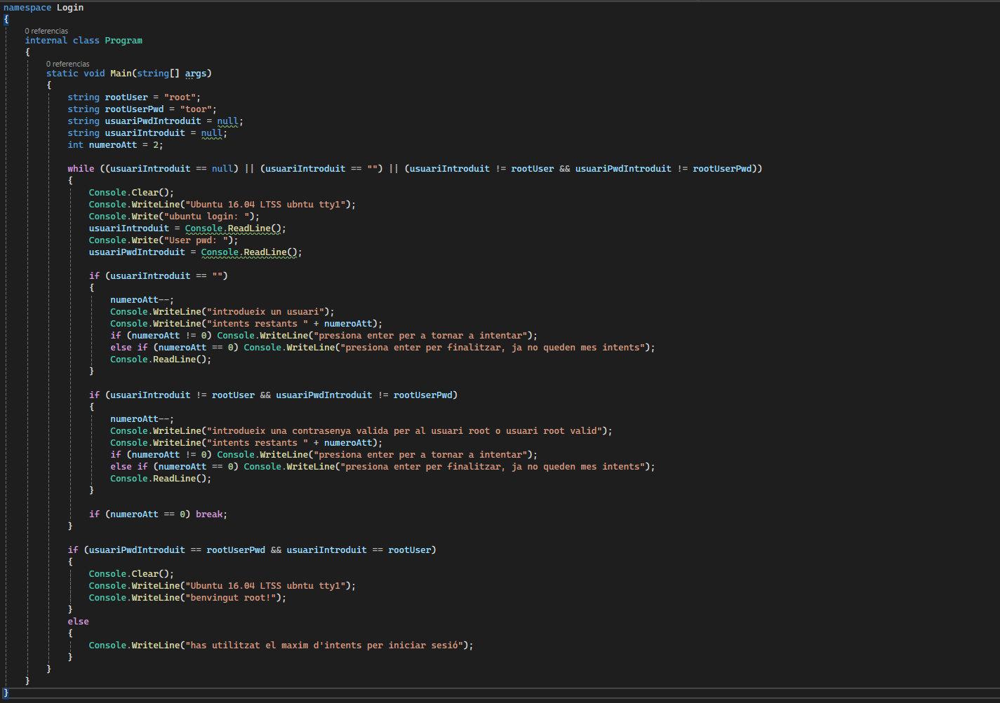 namespace Login
{
0 referencias
internal class Program
{
0 referencias
static void Main(string[] args)
{
string rootUser = "root";
string rootUserPwd = "toor";
string usuariPwdIntroduit = null;
string usuariIntroduit = null;
int numeroAtt = 2;
while ((usuariIntroduit == null) || (usuariIntroduit == "") || (usuariIntroduit != rootUser && usuariPwdIntroduit != rootUserPwd))
{
Console.Clear();
Console.WriteLine("Ubuntu 16.04 LTSS ubntu tty1");
Console.Write("ubuntu login: ");
usuariIntroduit = Console.ReadLine();
Console.Write("User pwd: ");
usuariPwdIntroduit = Console.ReadLine();
if (usuariIntroduit == "")
{
numeroAtt--;
Console.WriteLine("introdueix un usuari");
Console.WriteLine("intents restants " + numeroAtt);
if (numeroAtt != 0) Console.WriteLine("presiona enter per a tornar a intentar");
else if (numeroAtt == 0) Console.WriteLine("presiona enter per finalitzar, ja no queden mes intents");
Console.ReadLine();
}
if (usuariIntroduit != rootUser && usuariPwdIntroduit != rootUserPwd)
{
numeroAtt--;
Console.WriteLine("introdueix una contrasenya valida per al usuari root o usuari root valid");
Console.WriteLine("intents restants " + numeroAtt);
if (numeroAtt != 0) Console.WriteLine("presiona enter per a tornar a intentar");
else if (numeroAtt == 0) Console.WriteLine("presiona enter per finalitzar, ja no queden mes intents");
Console.ReadLine();
}
if (numeroAtt == 0) break;
}
if (usuariPwdIntroduit == rootUserPwd && usuariIntroduit == rootUser)
{
Console.Clear();
Console.WriteLine("Ubuntu 16.04 LTSS ubntu tty1");
Console.WriteLine("benvingut root!");
}
else
{
Console.WriteLine("has utilitzat el maxim d'intents per iniciar sesió");
}
}
}
}